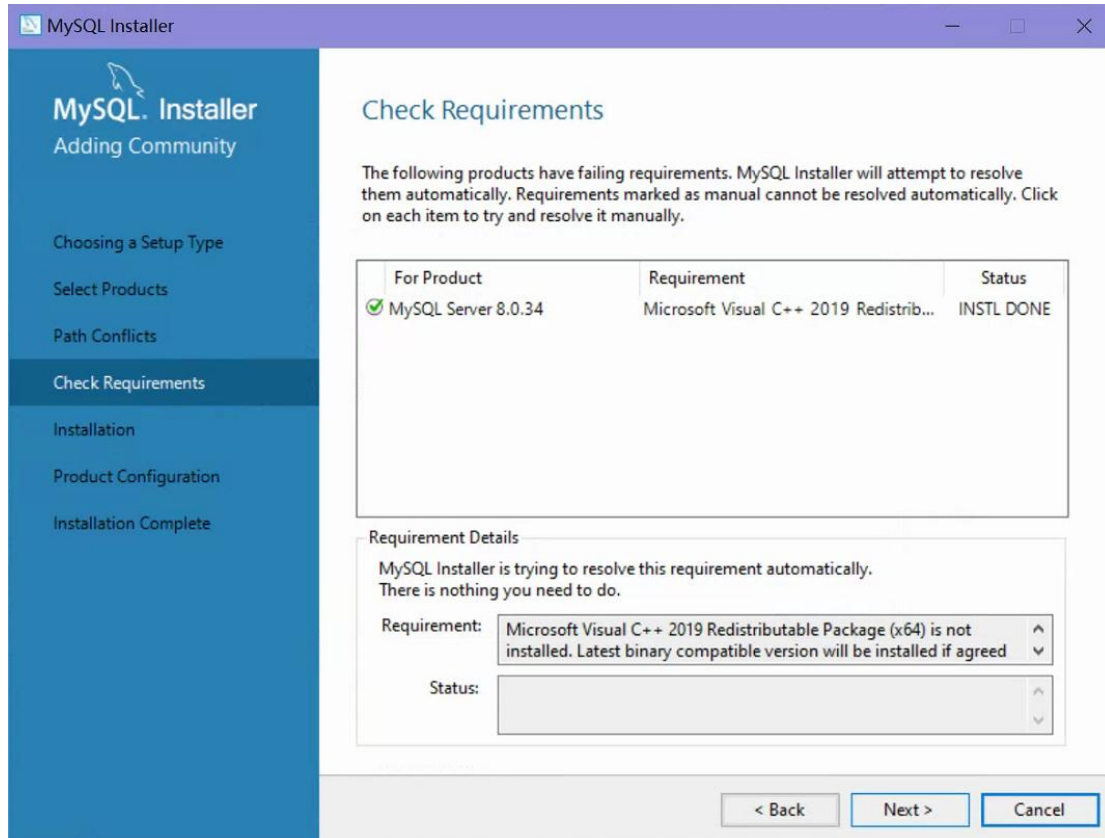 MySQL Installer
MySQL. Installer
Adding Community
Choosing a Setup Type
Select Products
Path Conflicts
Check Requirements
Installation
Product Configuration
Installation Complete
Check Requirements
The following products have failing requirements. MySQL Installer will attempt to resolve
them automatically. Requirements marked as manual cannot be resolved automatically. Click
on each item to try and resolve it manually.
For Product Requirement Status
MySQL Server 8.0.34 Microsoft Visual C++ 2019 Redistrib... INSTL DONE
Requirement Details
MySQL Installer is trying to resolve this requirement automatically.
There is nothing you need to do.
Requirement: Microsoft Visual C++ 2019 Redistributable Package (x64) is not
installed. Latest binary compatible version will be installed if agreed
Status:
< Back Next > Cancel